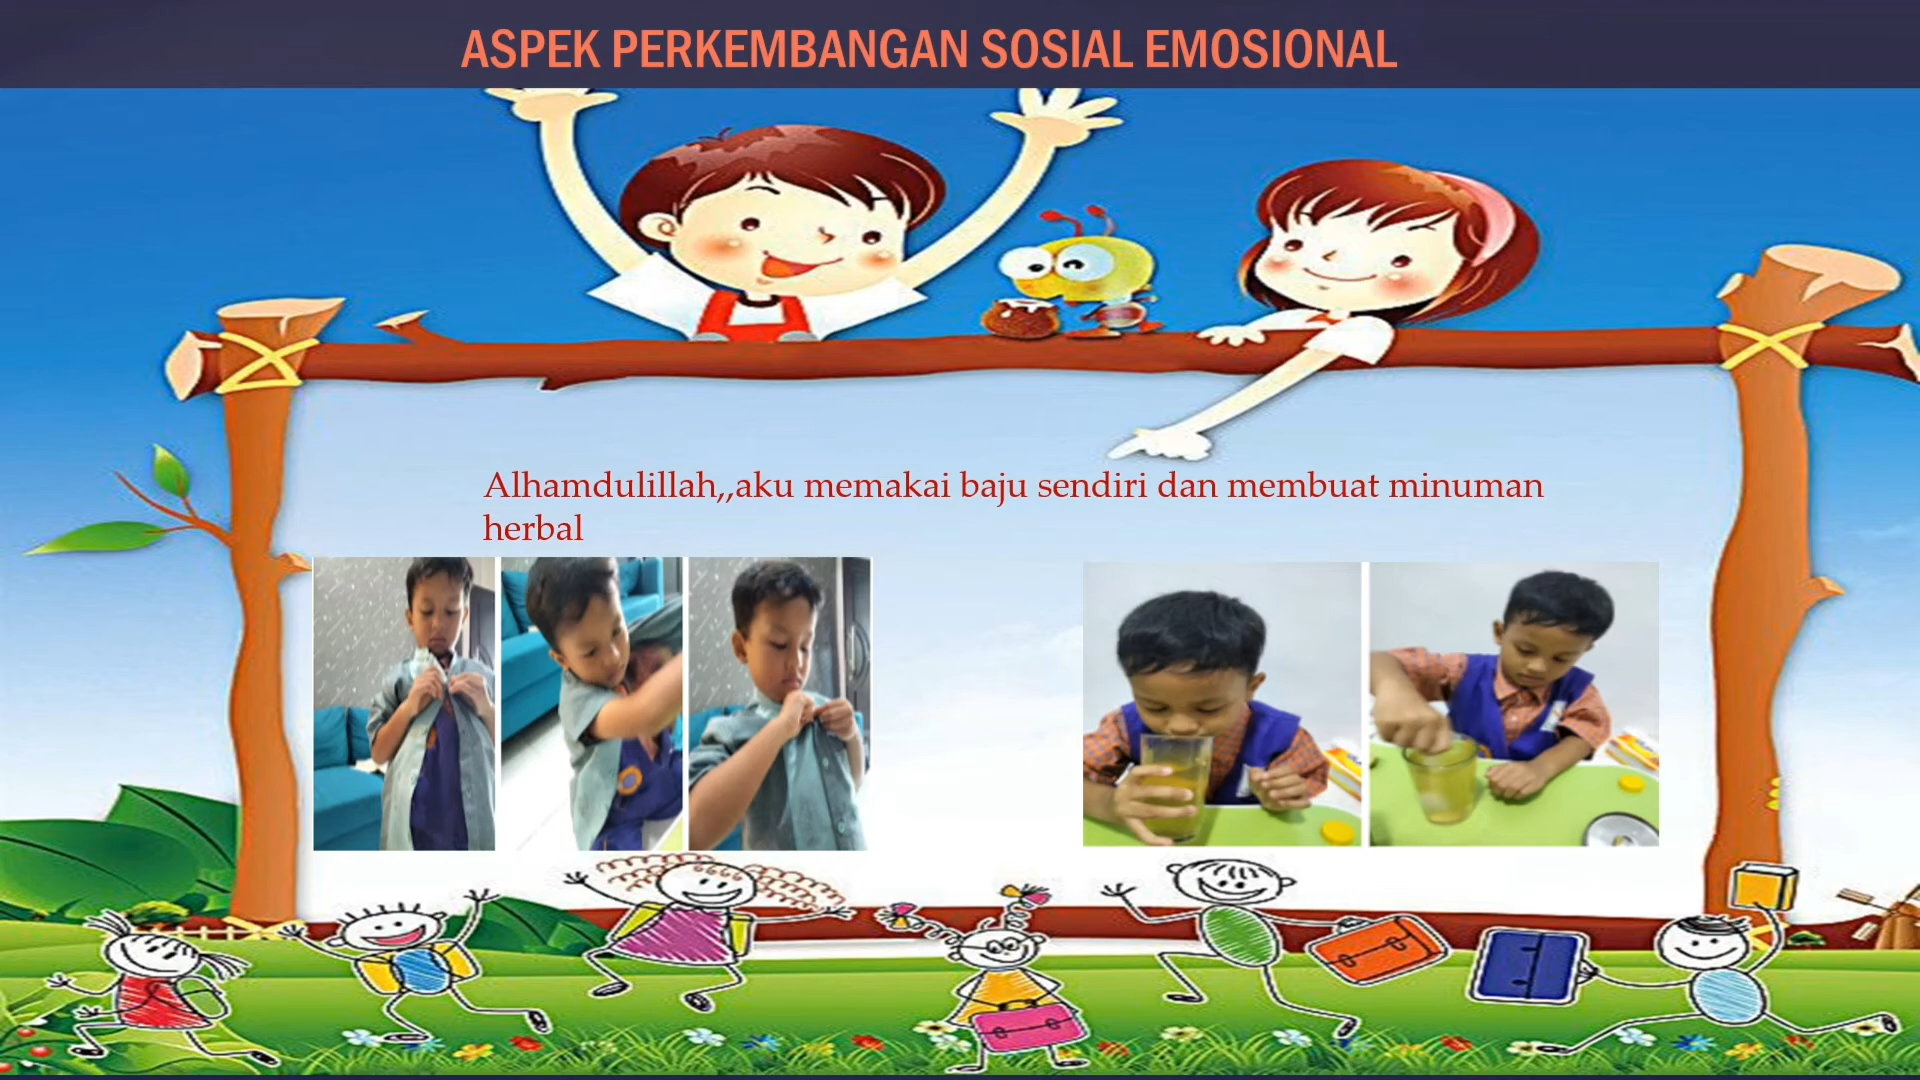 ASPEK PERKEMBANGAN SOSIAL EMOSIONAL
Alhamdulillah,,aku memakai baju sendiri dan membuat minuman
herbal